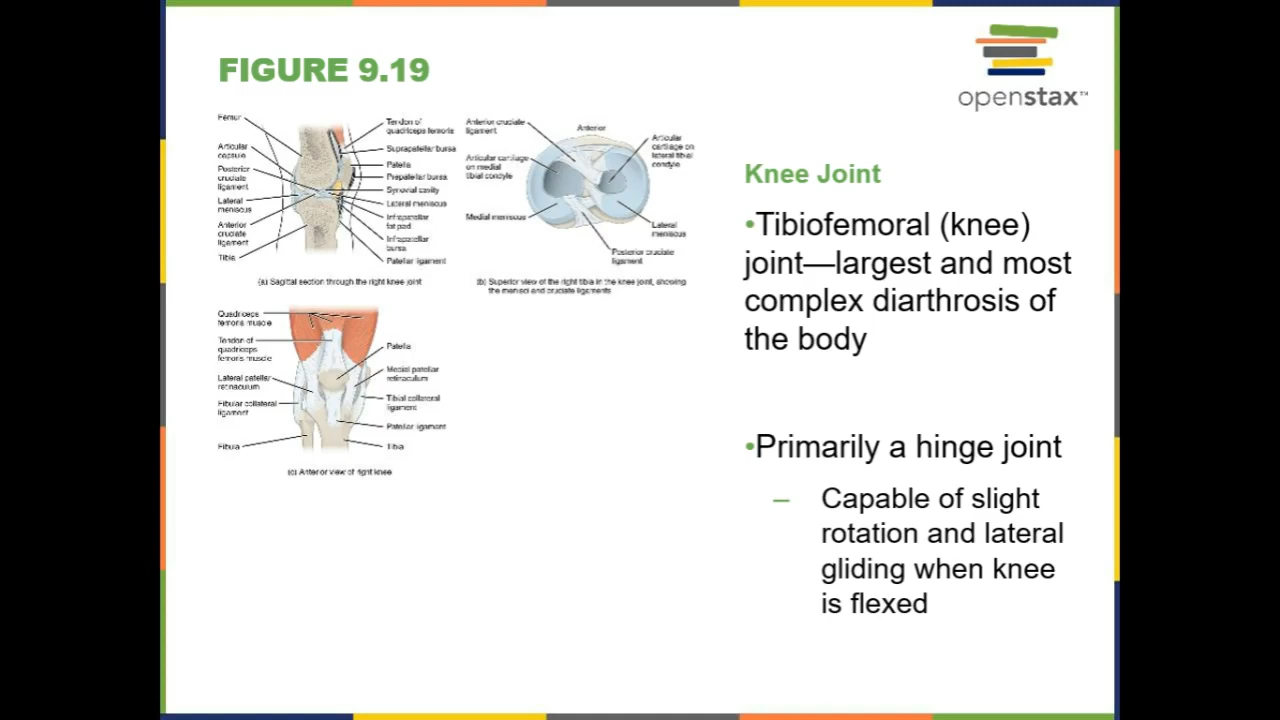 FIGURE 9.19
openstax™
Femur
Articular
capsule
Posterior
cruciate
ligament
Lateral
meniscus
Anterior
cruciate
ligament
Tibia
Tendon of
quadriceps femoris
Suprapatellar bursa
Patella
Prepatellar bursa
Synovial cavity
Lateral meniscus
Infrapatellar
fat pad
Infrapatellar
bursa
Patellar ligament
(a) Sagittal section through the right knee joint
Anterior cruciate
ligament
Articular cartilage
on medial
tibial condyle
Medial meniscus
Anterior
Articular
cartilage on
lateral tibial
condyle
Lateral
meniscus
Posterior cruciate
ligament
(b) Superior view of the right tibia in the knee joint, showing
the menisci and cruciate ligaments
Quadriceps
femoris muscle
Tendon of
quadriceps
femoris muscle
Lateral patellar
retinaculum
Fibular collateral
ligament
Fibula
Patella
Medial patellar
retinaculum
Tibial collateral
ligament
Patellar ligament
Tibia
(c) Anterior view of right knee
Knee Joint
•Tibiofemoral (knee)
joint—largest and most
complex diarthrosis of
the body
•Primarily a hinge joint
– Capable of slight
rotation and lateral
gliding when knee
is flexed